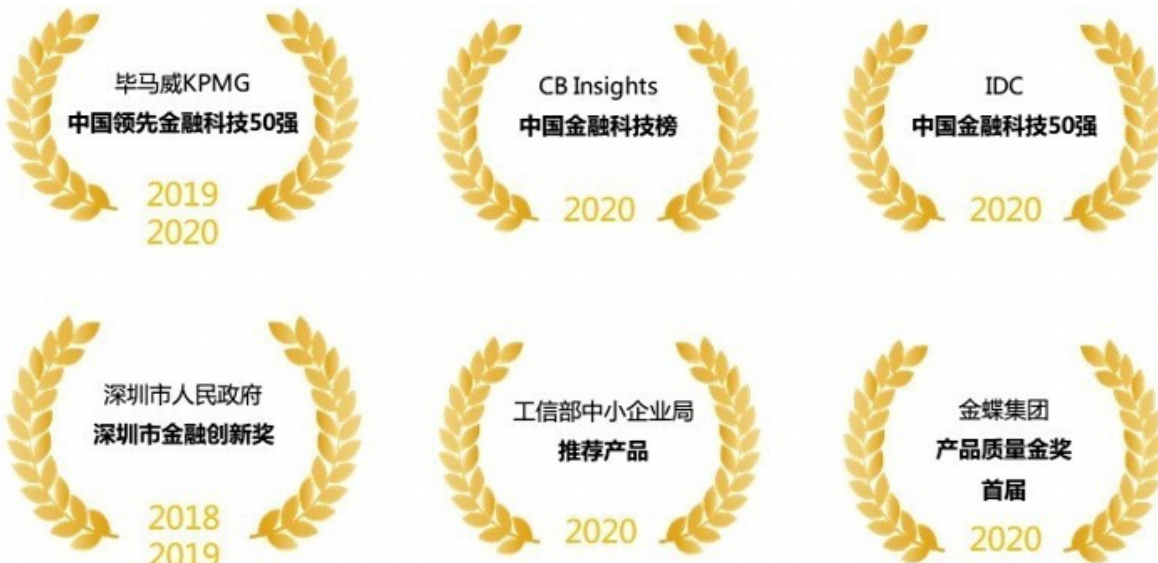 毕马威KPMG
中国领先金融科技50强
2019
2020
CB Insights
中国金融科技榜
2020
IDC
中国金融科技50强
2020
深圳市人民政府
深圳市金融创新奖
2018
2019
工信部中小企业局
推荐产品
2020
金蝶集团
产品质量金奖
首届
2020